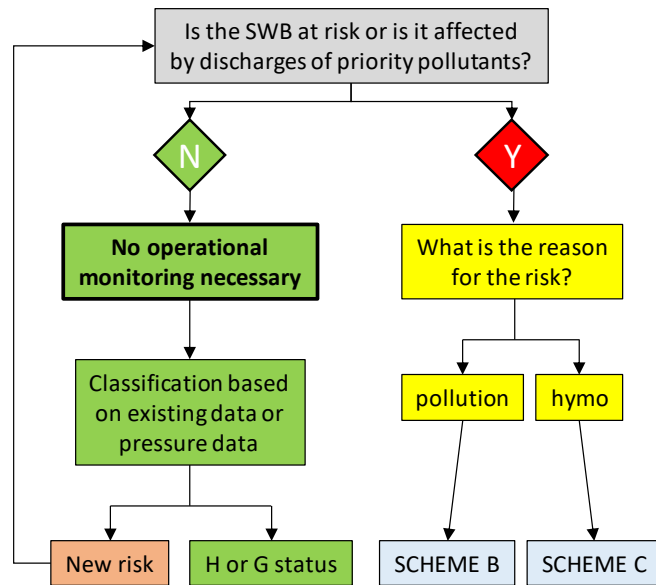 Is the SWB at risk or is it affected
by discharges of priority pollutants?
N
Y
No operational
monitoring necessary
What is the reason
for the risk?
Classification based
on existing data or
pressure data
pollution
hymo
New risk
H or G status
SCHEME B
SCHEME C